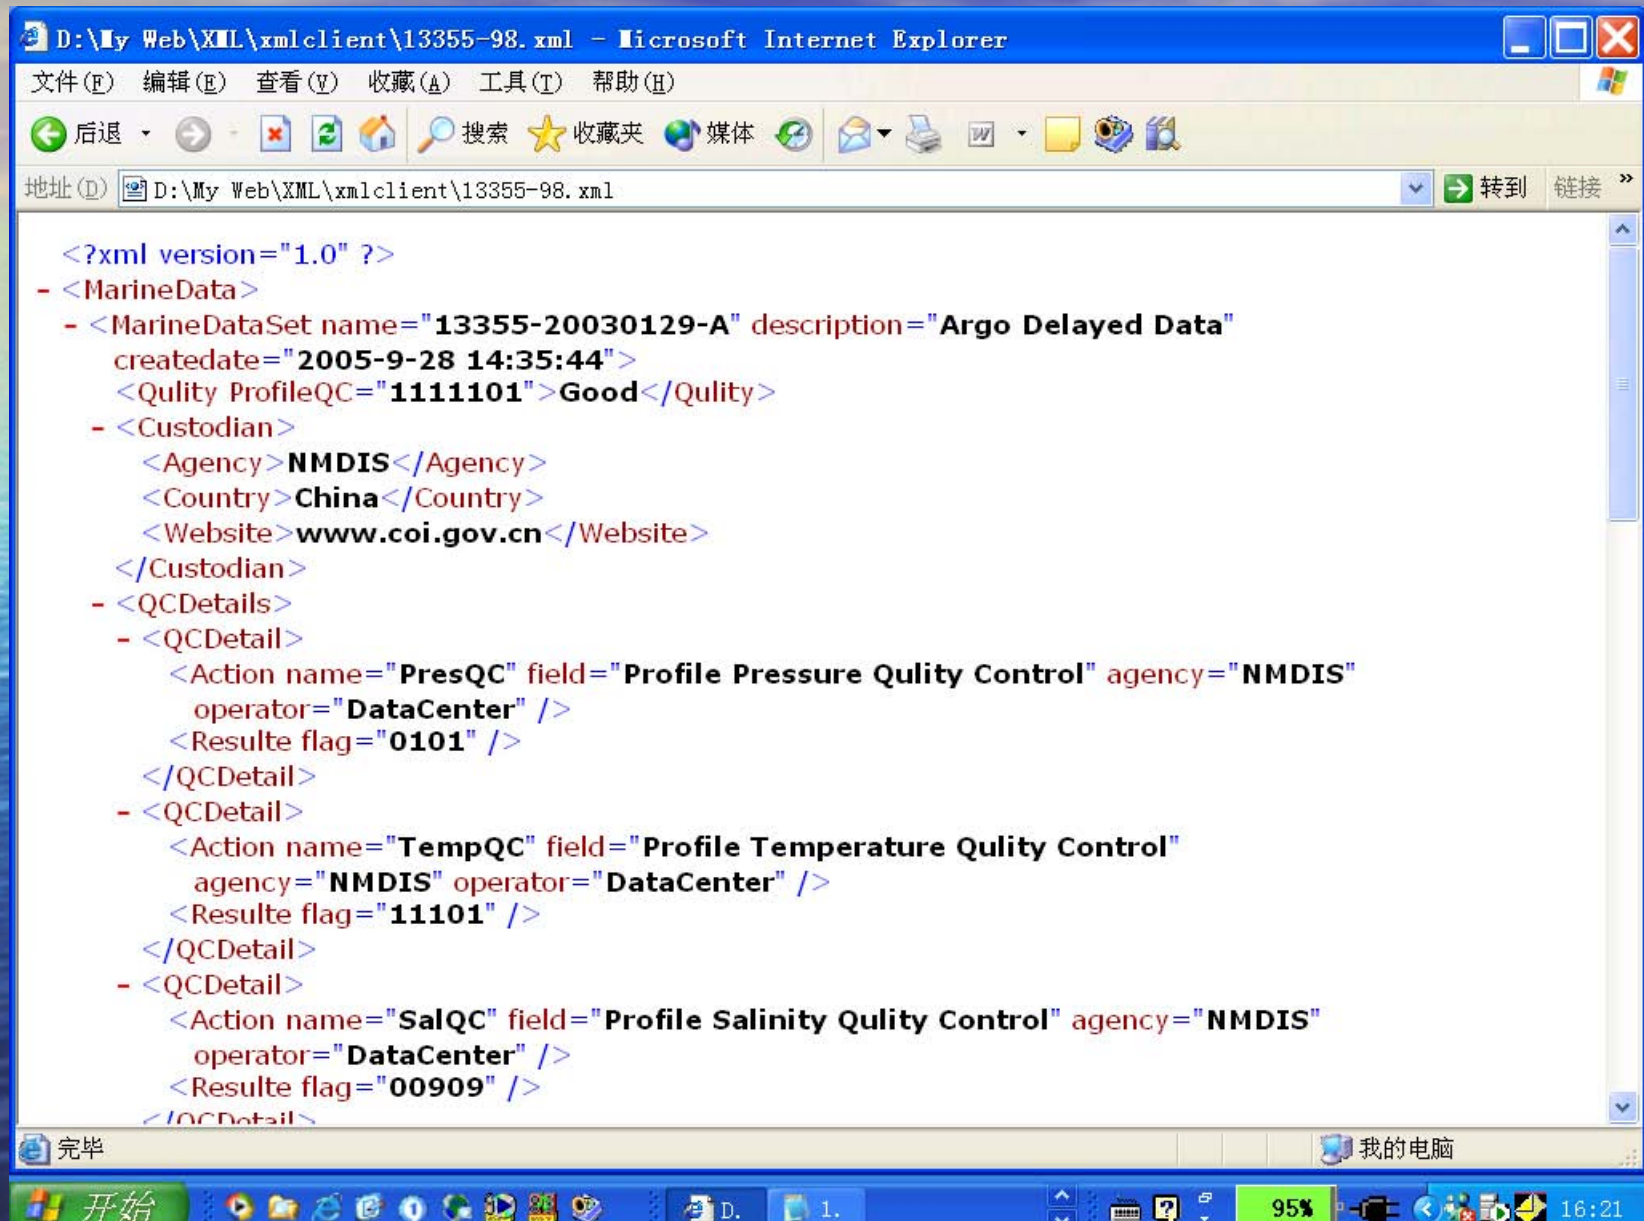 D:\My Web\XML\xmlclient\13355-98.xml - Microsoft Internet Explorer
文件(F) 编辑(E) 查看(V) 收藏(A) 工具(T) 帮助(H)
后退 搜索 收藏夹 媒体
地址(D) D:\My Web\XML\xmlclient\13355-98.xml 转到 链接 »
<?xml version="1.0" ?>
- <MarineData>
- <MarineDataSet name="13355-20030129-A" description="Argo Delayed Data"
createdate="2005-9-28 14:35:44">
<Qulity ProfileQC="1111101">Good</Qulity>
- <Custodian>
<Agency>NMDIS</Agency>
<Country>China</Country>
<Website>www.coi.gov.cn</Website>
</Custodian>
- <QCDetails>
- <QCDetail>
<Action name="PresQC" field="Profile Pressure Qulity Control" agency="NMDIS"
operator="DataCenter" />
<Resulte flag="0101" />
</QCDetail>
- <QCDetail>
<Action name="TempQC" field="Profile Temperature Qulity Control"
agency="NMDIS" operator="DataCenter" />
<Resulte flag="11101" />
</QCDetail>
- <QCDetail>
<Action name="SalQC" field="Profile Salinity Qulity Control" agency="NMDIS"
operator="DataCenter" />
<Resulte flag="00909" />
</QCDetail>
完毕 我的电脑
开始 D. 1. 95% 16:21